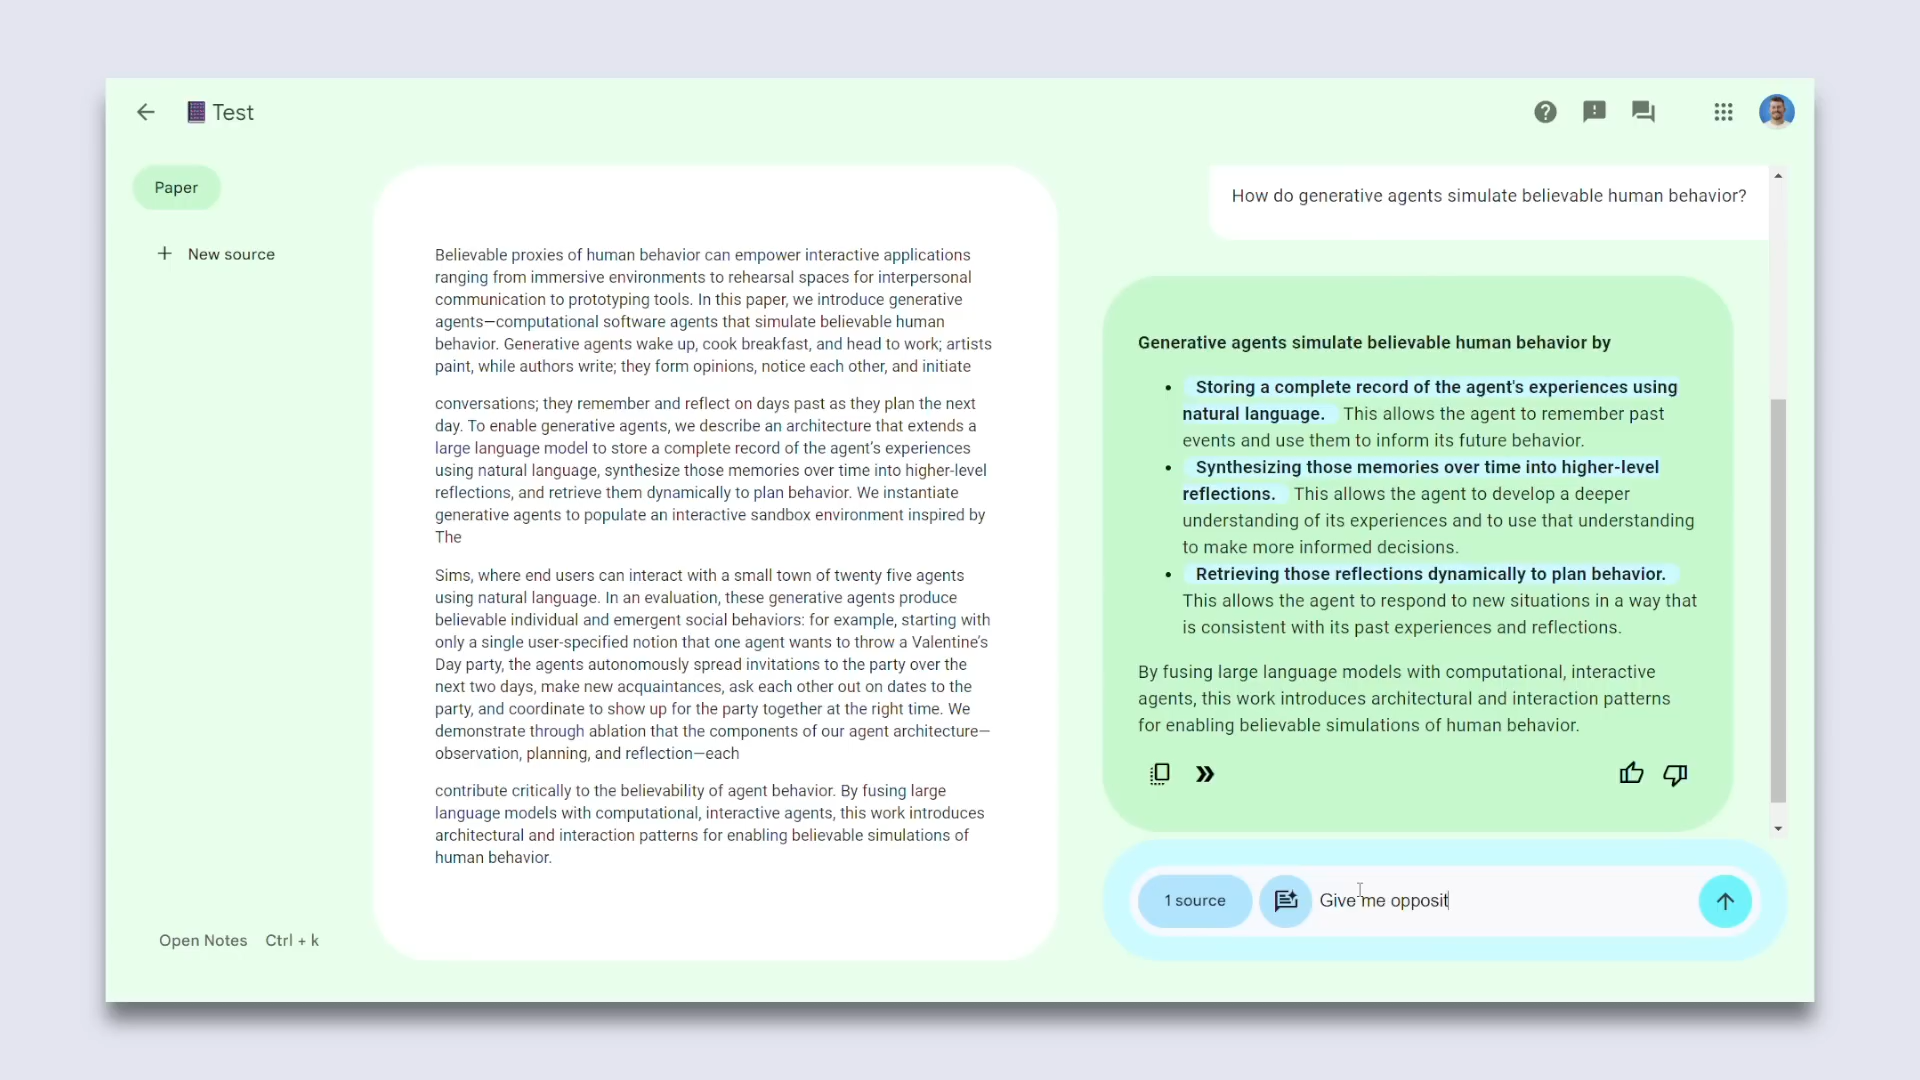 Test
Paper
New source
Open Notes Ctrl + k
Believable proxies of human behavior can empower interactive applications
ranging from immersive environments to rehearsal spaces for interpersonal
communication to prototyping tools. In this paper, we introduce generative
agents—computational software agents that simulate believable human
behavior. Generative agents wake up, cook breakfast, and head to work; artists
paint, while authors write; they form opinions, notice each other, and initiate
conversations; they remember and reflect on days past as they plan the next
day. To enable generative agents, we describe an architecture that extends a
large language model to store a complete record of the agent’s experiences
using natural language, synthesize those memories over time into higher-level
reflections, and retrieve them dynamically to plan behavior. We instantiate
generative agents to populate an interactive sandbox environment inspired by
The
Sims, where end users can interact with a small town of twenty five agents
using natural language. In an evaluation, these generative agents produce
believable individual and emergent social behaviors: for example, starting with
only a single user-specified notion that one agent wants to throw a Valentine’s
Day party, the agents autonomously spread invitations to the party over the
next two days, make new acquaintances, ask each other out on dates to the
party, and coordinate to show up for the party together at the right time. We
demonstrate through ablation that the components of our agent architecture—
observation, planning, and reflection—each
contribute critically to the believability of agent behavior. By fusing large
language models with computational, interactive agents, this work introduces
architectural and interaction patterns for enabling believable simulations of
human behavior.
How do generative agents simulate believable human behavior?
Generative agents simulate believable human behavior by
• Storing a complete record of the agent's experiences using
natural language. This allows the agent to remember past
events and use them to inform its future behavior.
• Synthesizing those memories over time into higher-level
reflections. This allows the agent to develop a deeper
understanding of its experiences and to use that understanding
to make more informed decisions.
• Retrieving those reflections dynamically to plan behavior.
This allows the agent to respond to new situations in a way that
is consistent with its past experiences and reflections.
By fusing large language models with computational, interactive
agents, this work introduces architectural and interaction patterns
for enabling believable simulations of human behavior.
1 source Give me opposit